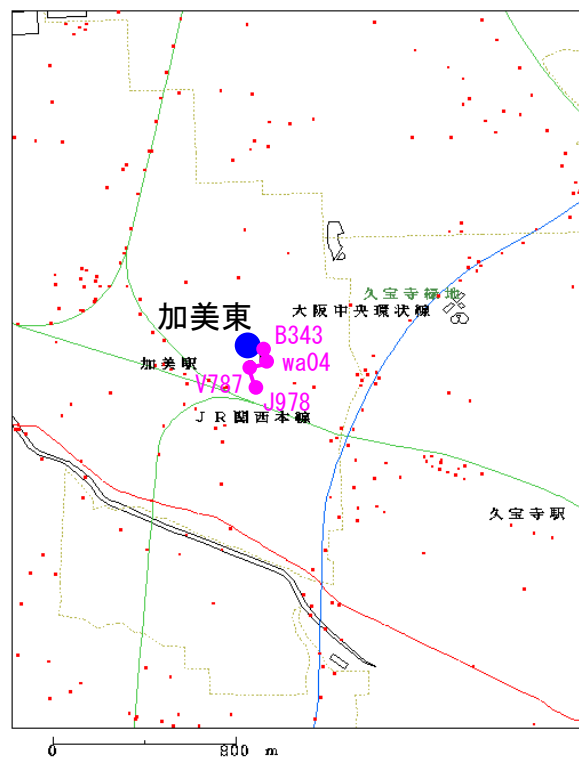 久宝寺緑地
大阪中央環状線
加美東
B343
加美駅
wa04
V787
J978
ＪＲ関西本線
久宝寺駅
0 800 m